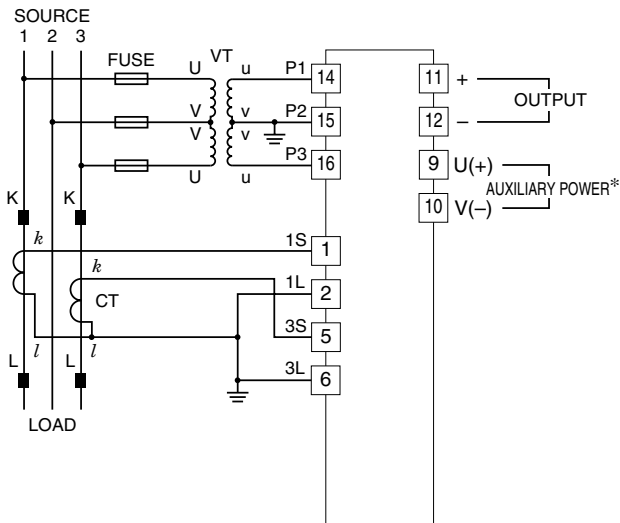 SOURCE
1 2 3
FUSE
VT
U u P1 14
V v P2 15
V v
U u P3 16
11 +
12 −
OUTPUT
9 U(+)
10 V(−)
AUXILIARY POWER*
K K
k 1S 1
k 1L 2
CT
3S 5
l l
L L
3L 6
LOAD